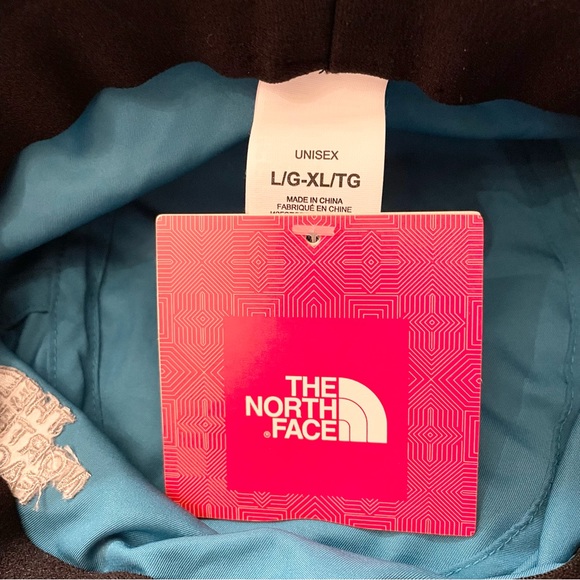 UNISEX
L/G-XL/TG
MADE IN CHINA
FABRIQUÉ EN CHINE
THE
NORTH
®FACE